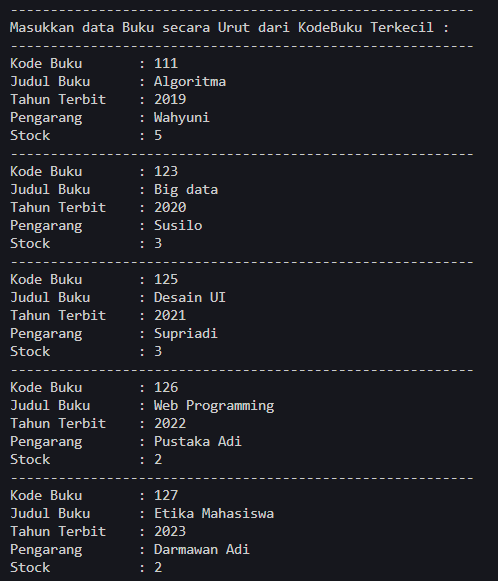 ----------------------------------------------------------
Masukkan data Buku secara Urut dari KodeBuku Terkecil :
----------------------------------------------------------
Kode Buku       : 111
Judul Buku      : Algoritma
Tahun Terbit    : 2019
Pengarang       : Wahyuni
Stock           : 5
----------------------------------------------------------
Kode Buku       : 123
Judul Buku      : Big data
Tahun Terbit    : 2020
Pengarang       : Susilo
Stock           : 3
----------------------------------------------------------
Kode Buku       : 125
Judul Buku      : Desain UI
Tahun Terbit    : 2021
Pengarang       : Supriadi
Stock           : 3
----------------------------------------------------------
Kode Buku       : 126
Judul Buku      : Web Programming
Tahun Terbit    : 2022
Pengarang       : Pustaka Adi
Stock           : 2
----------------------------------------------------------
Kode Buku       : 127
Judul Buku      : Etika Mahasiswa
Tahun Terbit    : 2023
Pengarang       : Darmawan Adi
Stock           : 2